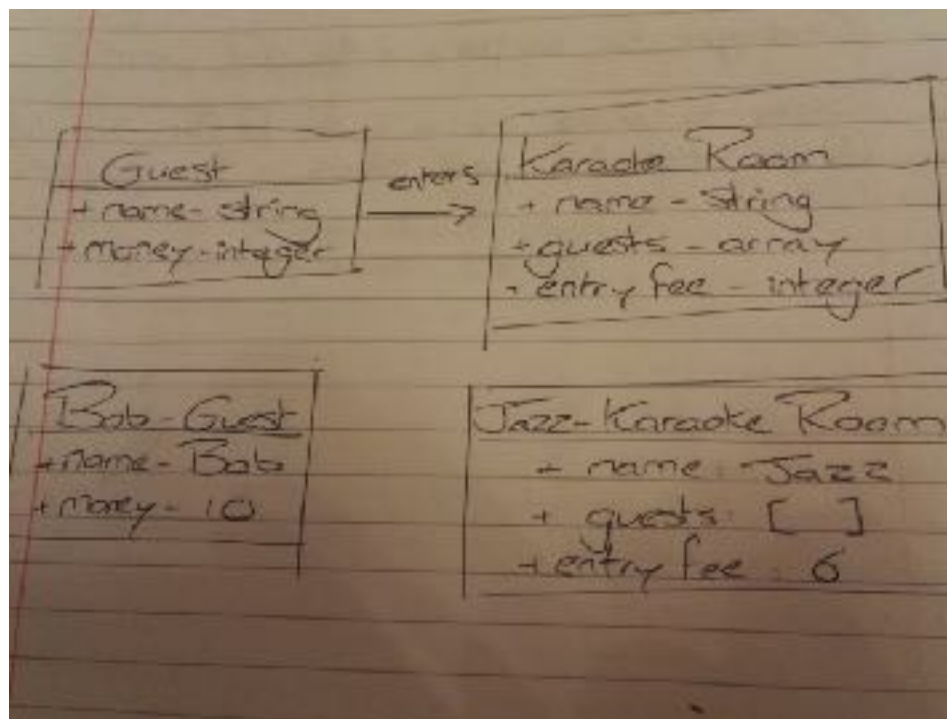 Guest
+ name - string
+ money - integer
enters
Karaoke Room
+ name - string
+ guests - array
+ entry fee - integer
Bob - Guest
+ name - Bob
+ money - 10
Jazz - Karaoke Room
+ name : Jazz
+ guests : [ ]
+ entry fee : 6